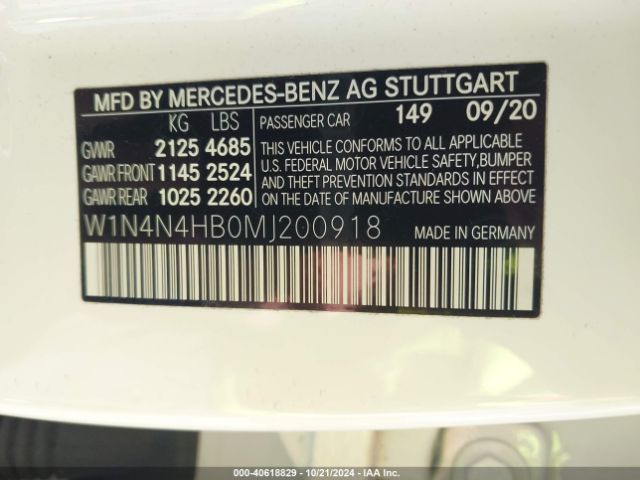 MFD BY MERCEDES-BENZ AG STUTTGART
KG LBS
GVWR 2125 4685
GAWR FRONT 1145 2524
GAWR REAR 1025 2260
PASSENGER CAR 149 09/20
THIS VEHICLE CONFORMS TO ALL APPLICABLE
U.S. FEDERAL MOTOR VEHICLE SAFETY,BUMPER
AND THEFT PREVENTION STANDARDS IN EFFECT
ON THE DATE OF MANUFACTURE SHOWN ABOVE
W1N4N4HB0MJ200918 MADE IN GERMANY
000-40618829 - 10/21/2024 - IAA Inc.